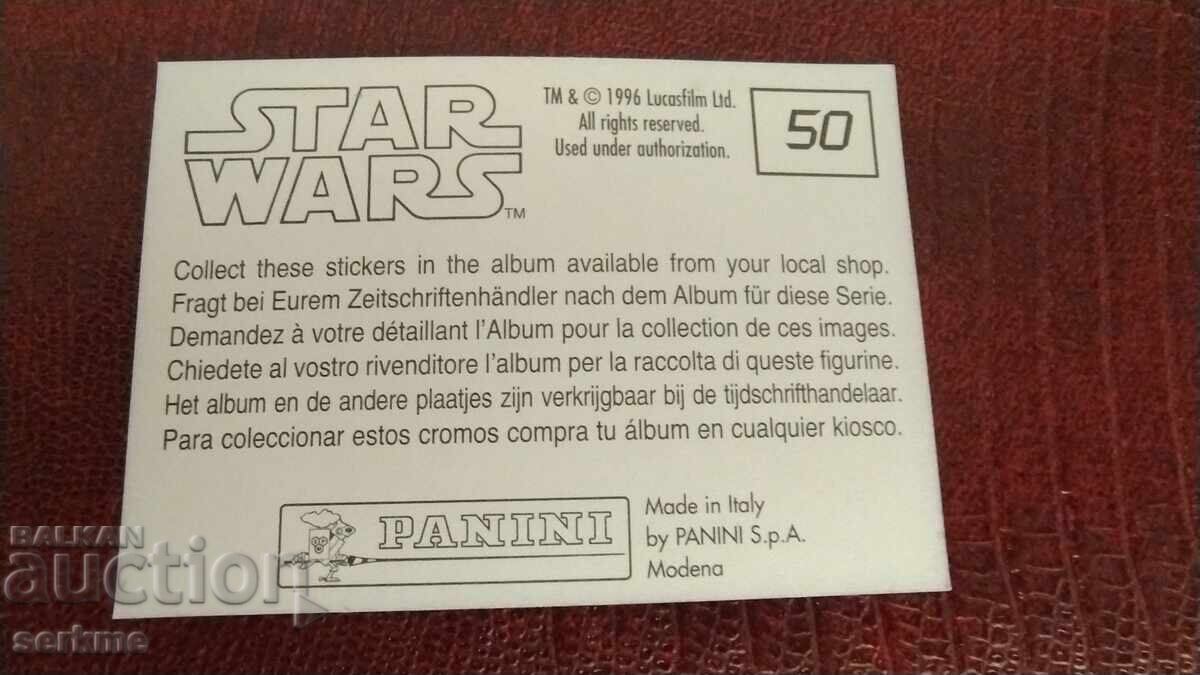 STAR
WARS™
TM & © 1996 Lucasfilm Ltd.
All rights reserved.
Used under authorization.
50
Collect these stickers in the album available from your local shop.
Fragt bei Eurem Zeitschriftenhändler nach dem Album für diese Serie.
Demandez à votre détaillant l'Album pour la collection de ces images.
Chiedete al vostro rivenditore l'album per la raccolta di queste figurine.
Het album en de andere plaatjes zijn verkrijgbaar bij de tijdschrifthandelaar.
Para coleccionar estos cromos compra tu álbum en cualquier kiosco.
PANINI
Made in Italy
by PANINI S.p.A.
Modena
BALKAN
auction
serkme